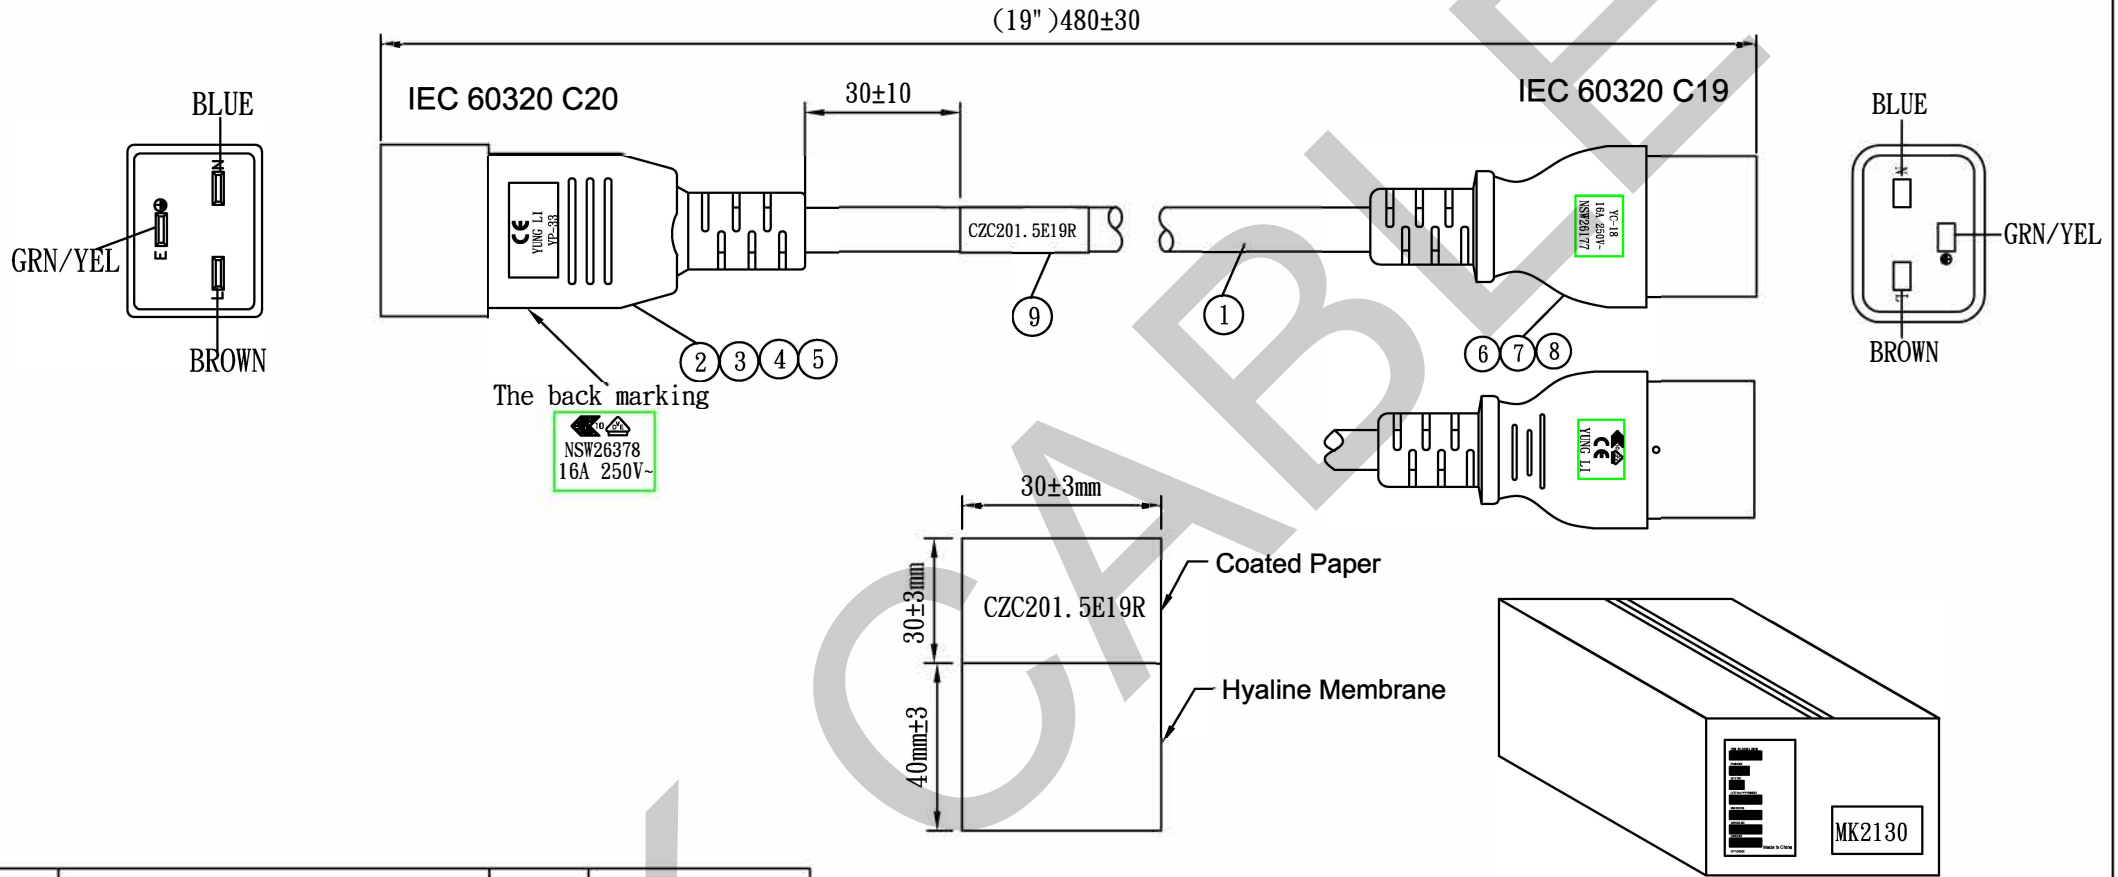 (19")480±30
IEC 60320 C20
30±10
IEC 60320 C19
BLUE
N
GRN/YEL
E
L
BROWN
CE
YUNG LI
YP-33
CZC201.5E19R
YC-18
16A 250V~
NSW26177
BLUE
N
GRN/YEL
L
BROWN
9
1
2 3 4 5
6 7 8
The back marking
10
NSW26378
16A 250V~
CE
YUNG LI
30±3mm
30±3mm
CZC201.5E19R
Coated Paper
40mm±3
Hyaline Membrane
Made in China
MK2130
CABLE